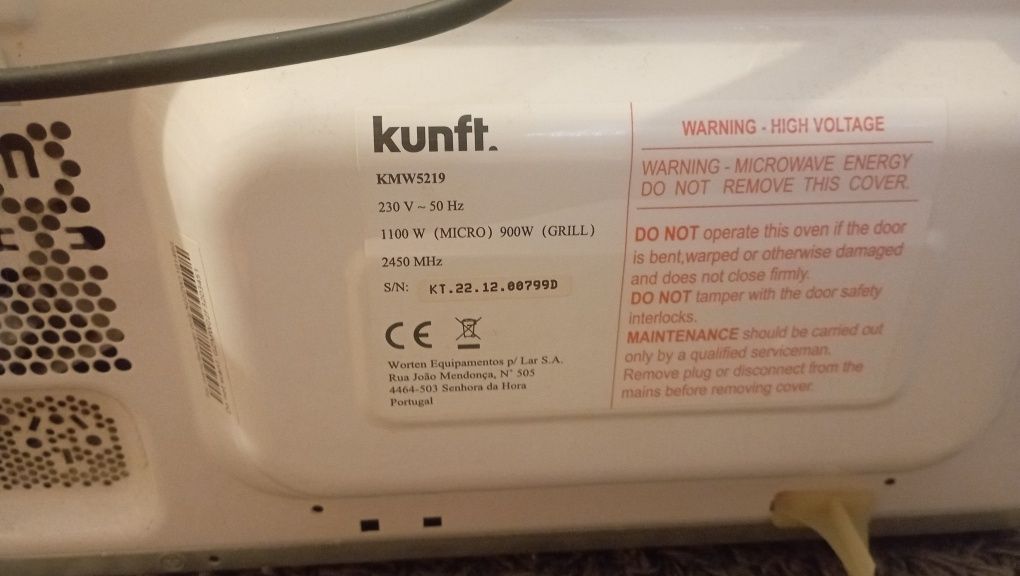 kunft.
KMW5219
230 V ~ 50 Hz
1100 W (MICRO) 900W (GRILL)
2450 MHz
S/N: KT.22.12.00799D
CE
Worten Equipamentos p/ Lar S.A.
Rua João Mendonça, N° 505
4464-503 Senhora da Hora
Portugal
WARNING - HIGH VOLTAGE
WARNING - MICROWAVE ENERGY
DO NOT REMOVE THIS COVER.
DO NOT operate this oven if the door
is bent,warped or otherwise damaged
and does not close firmly.
DO NOT tamper with the door safety
interlocks.
MAINTENANCE should be carried out
only by a qualified serviceman.
Remove plug or disconnect from the
mains before removing cover.